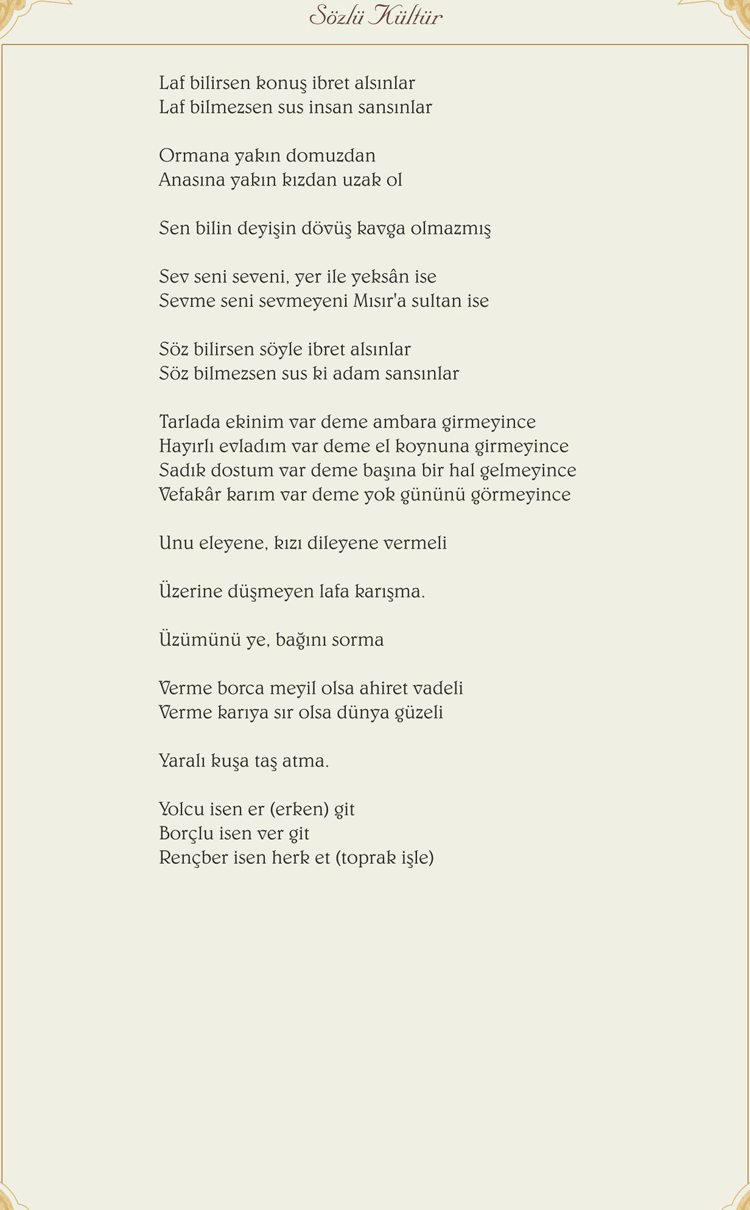 Sözlü Kültür
Laf bilirsen konuş ibret alsınlar
Laf bilmezsen sus insan sansınlar
Ormana yakın domuzdan
Anasına yakın kızdan uzak ol
Sen bilin deyişin dövüş kavga olmazmış
Sev seni seveni, yer ile yeksân ise
Sevme seni sevmeyeni Mısır'a sultan ise
Söz bilirsen söyle ibret alsınlar
Söz bilmezsen sus ki adam sansınlar
Tarlada ekinim var deme ambara girmeyince
Hayırlı evladım var deme el koynuna girmeyince
Sadık dostum var deme başına bir hal gelmeyince
Vefakâr karım var deme yok gününü görmeyince
Unu eleyene, kızı dileyene vermeli
Üzerine düşmeyen lafa karışma.
Üzümünü ye, bağını sorma
Verme borca meyil olsa ahiret vadeli
Verme karıya sır olsa dünya güzeli
Yaralı kuşa taş atma.
Yolcu isen er (erken) git
Borçlu isen ver git
Rençber isen herk et (toprak işle)